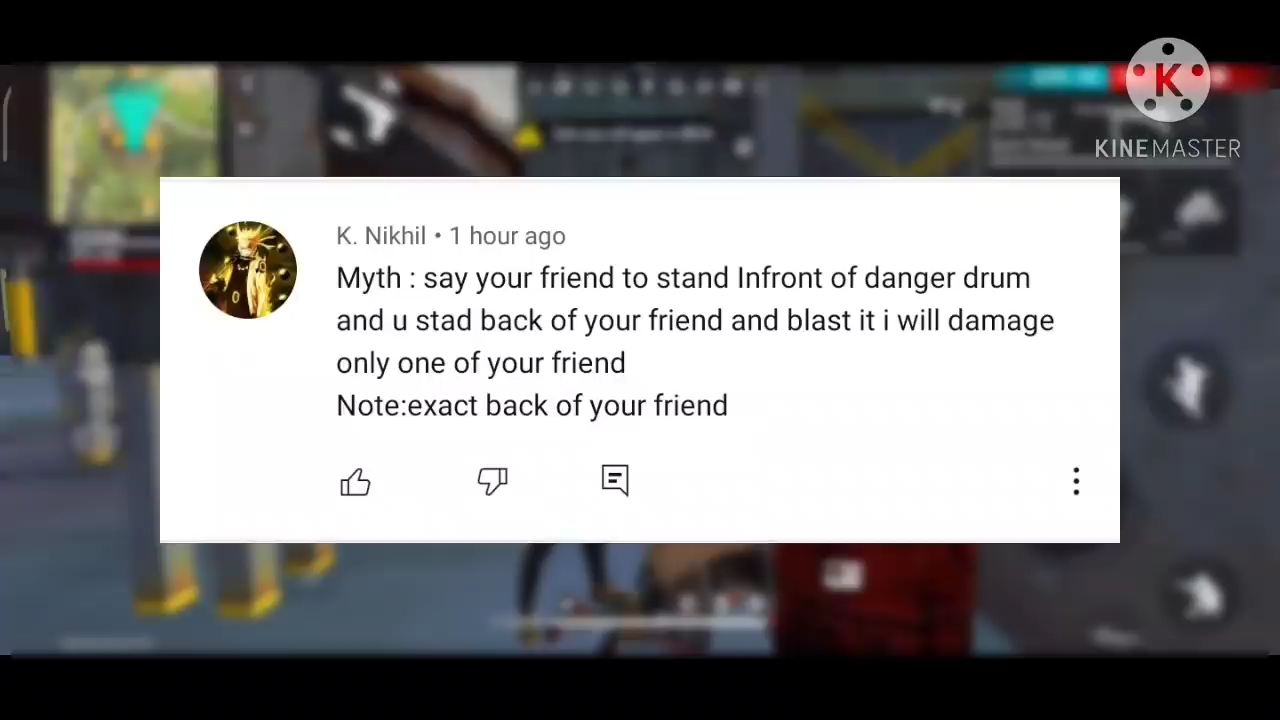 KINEMASTER
K. Nikhil • 1 hour ago
Myth : say your friend to stand Infront of danger drum
and u stad back of your friend and blast it i will damage
only one of your friend
Note:exact back of your friend